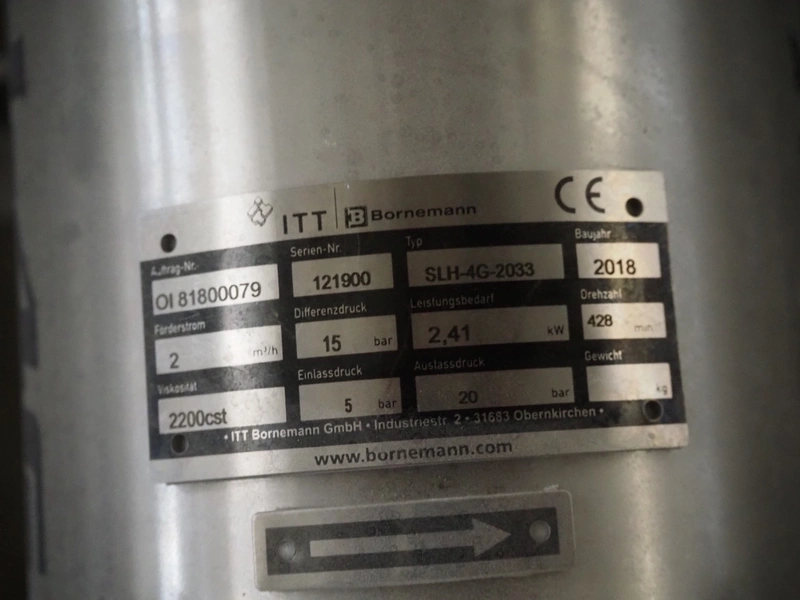 ITT B Bornemann CE
Auftrag-Nr. Serien-Nr. Typ Baujahr
OI 81800079 121900 SLH-4G-2033 2018
Förderstrom Differenzdruck Leistungsbedarf Drehzahl
2 m³/h 15 bar 2,41 kW 428 min
Viskosität Einlassdruck Auslassdruck Gewicht
2200cst 5 bar 20 bar kg
• ITT Bornemann GmbH • Industriestr. 2 • 31683 Obernkirchen •
www.bornemann.com